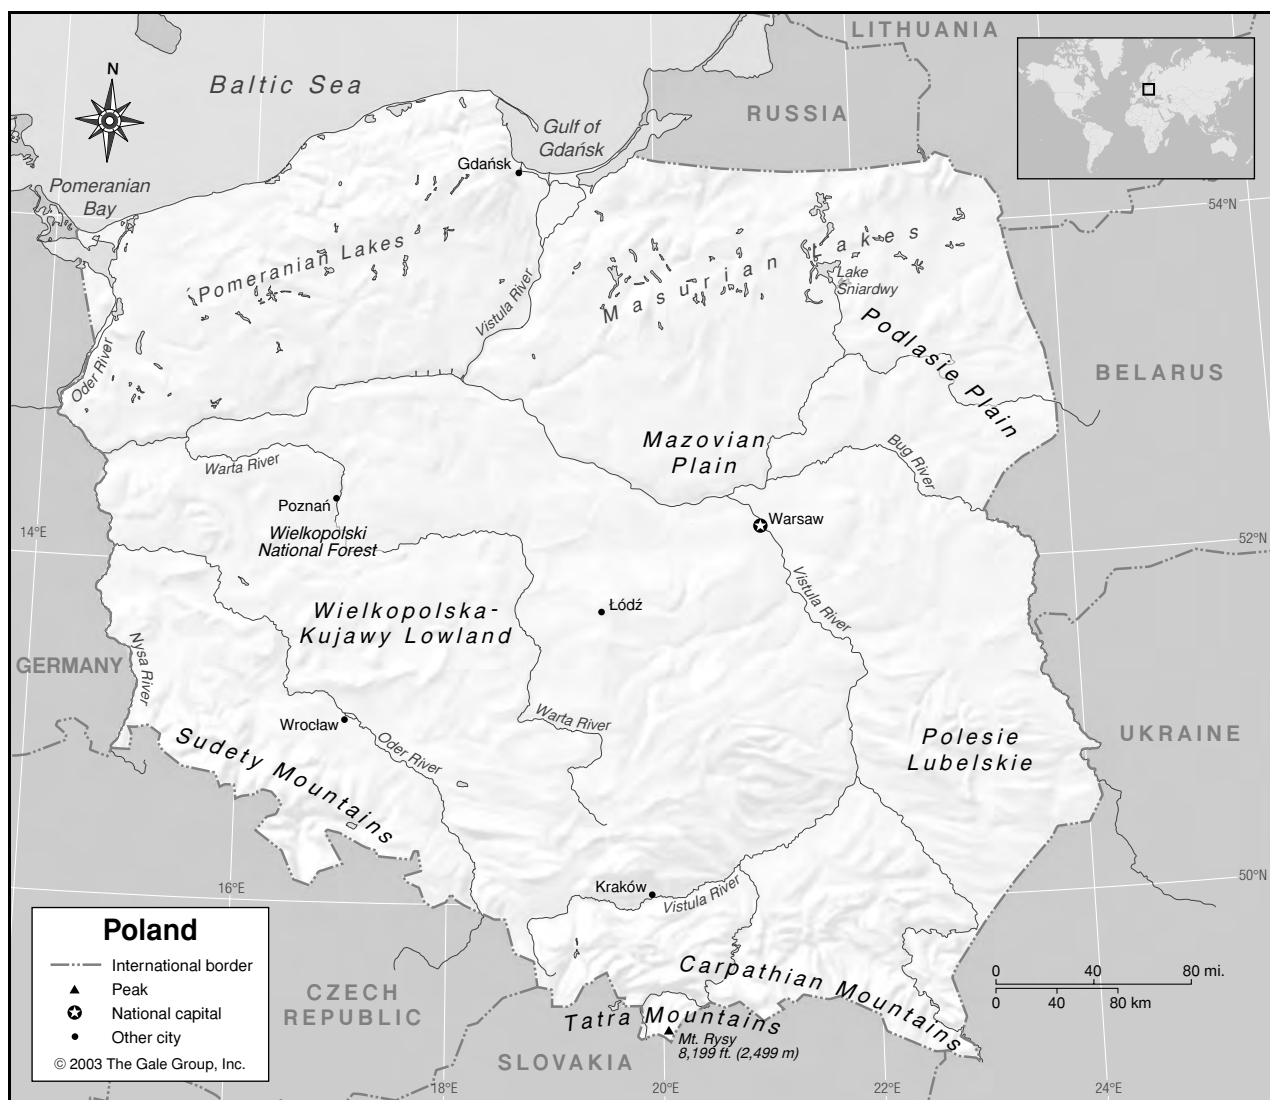 LITHUANIA
Baltic Sea
N
RUSSIA
Gulf of
Gdańsk
Gdańsk
Pomeranian
Bay
54°N
Pomeranian Lakes
Masurian Lakes
Lake
Śniardwy
Vistula River
Podlasie Plain
Oder River
BELARUS
Mazovian
Plain
Bug River
Warta River
Poznań
Wielkopolski
National Forest
Warsaw
14°E
52°N
Vistula River
Łódź
Wielkopolska-
Kujawy Lowland
GERMANY
Nysa River
Wrocław
Warta River
Oder River
Sudety Mountains
Polesie
Lubelskie
UKRAINE
16°E
50°N
Kraków
Vistula River
Carpathian Mountains
Tatra Mountains
Mt. Rysy
8,199 ft. (2,499 m)
CZECH
REPUBLIC
SLOVAKIA
0 40 80 mi.
0 40 80 km
18°E
20°E
22°E
24°E
Poland
International border
Peak
National capital
Other city
© 2003 The Gale Group, Inc.